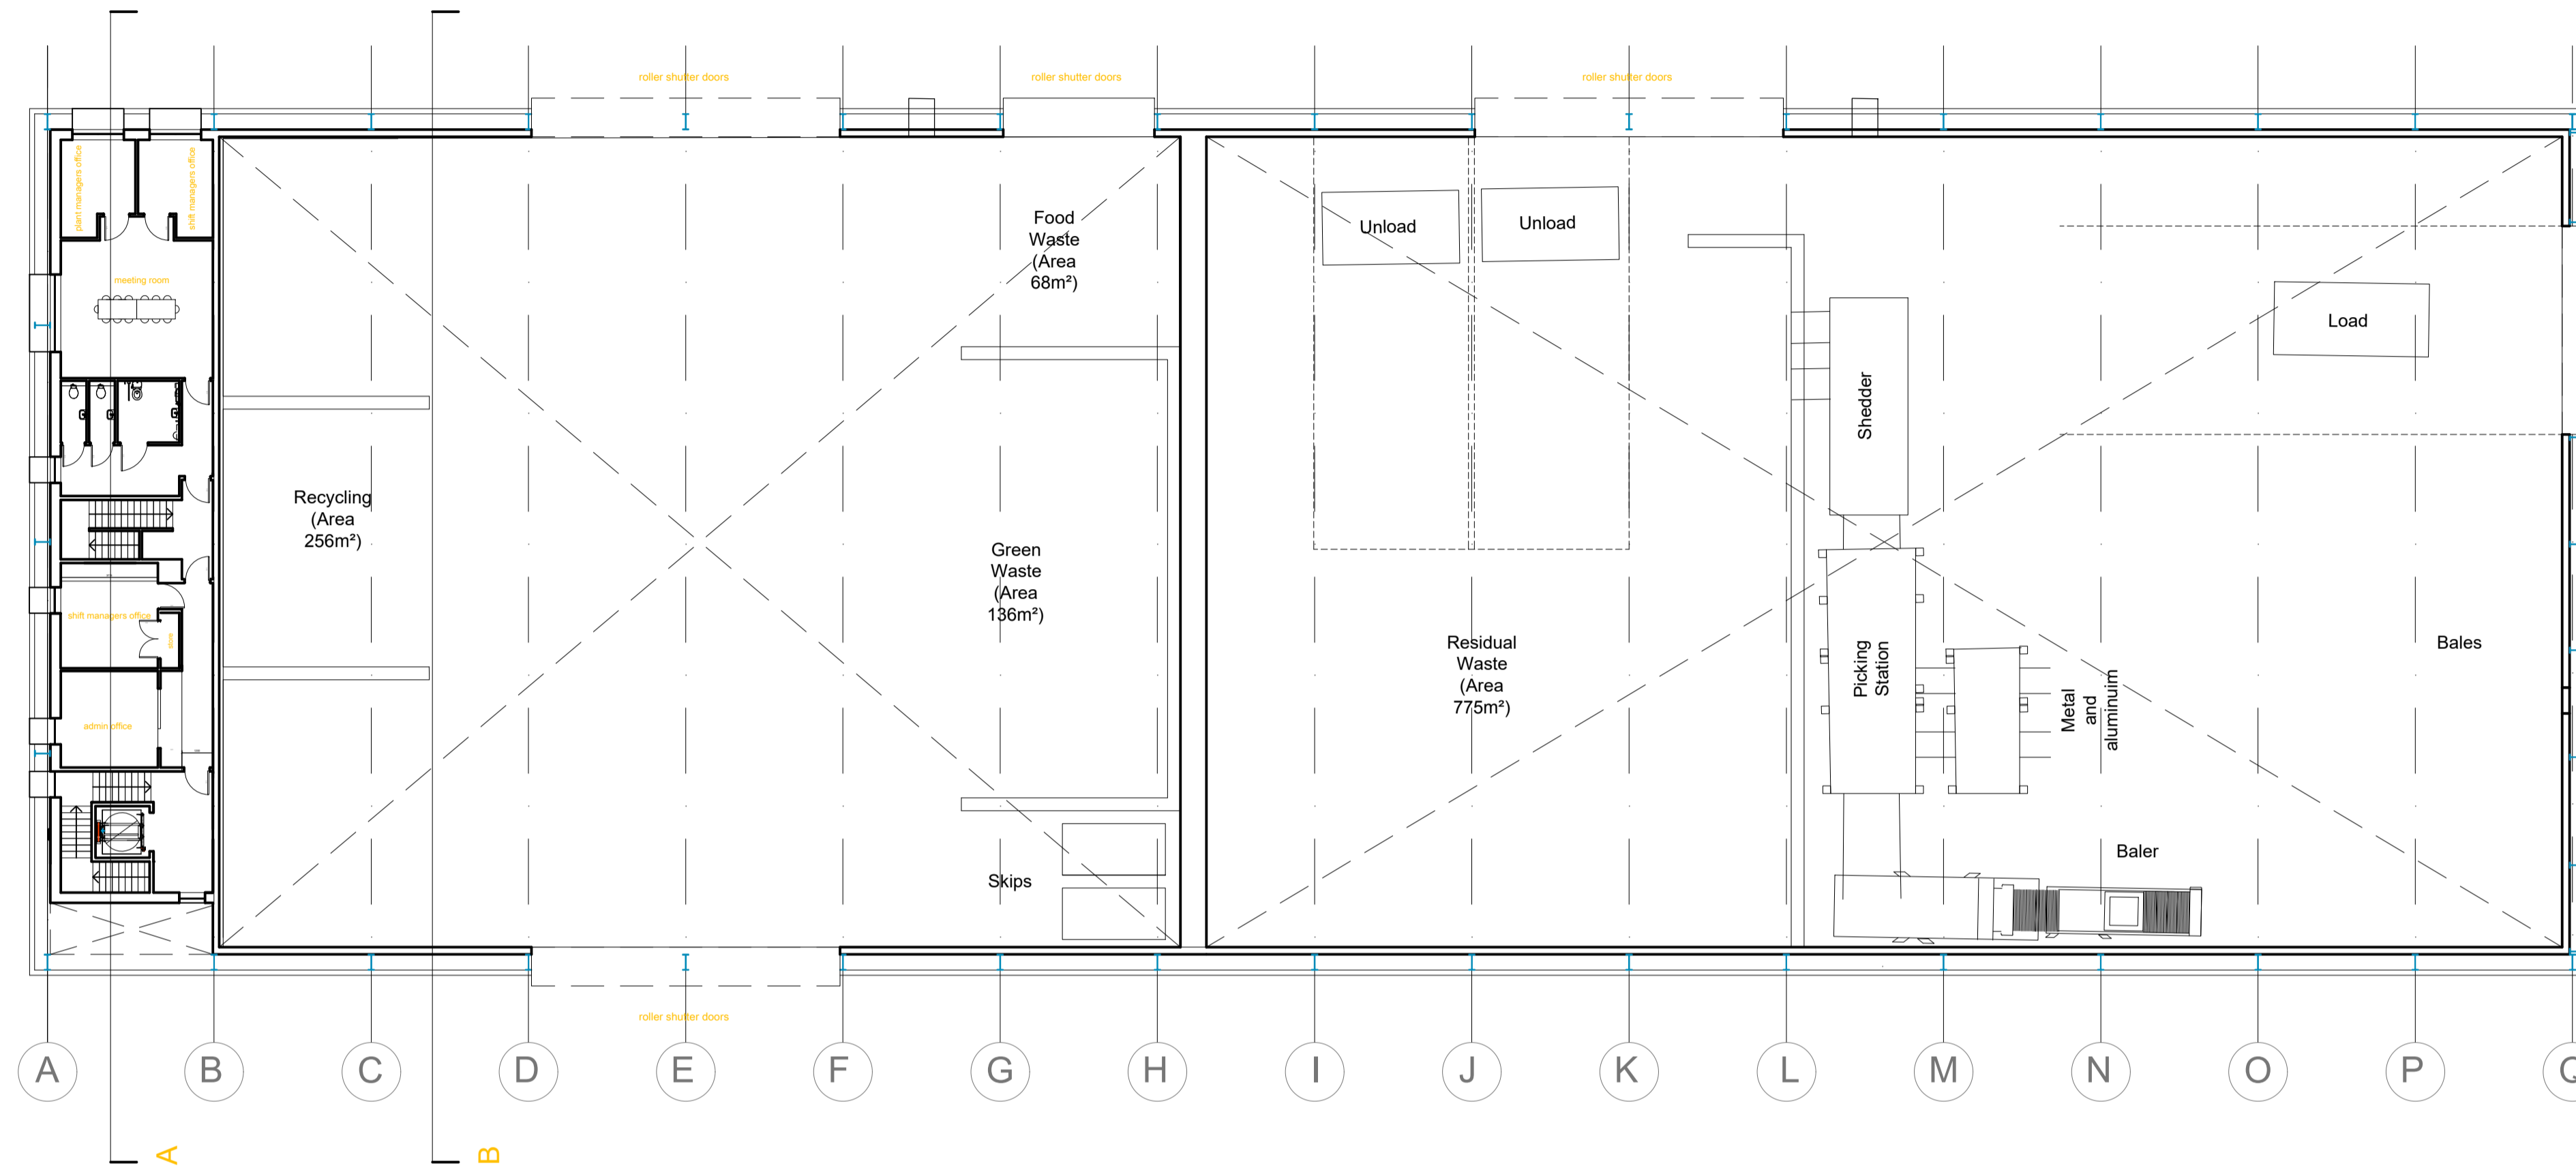 roller shutter doors
roller shutter doors
roller shutter doors
plant managers office
shift managers office
meeting room
Food
Waste
(Area
68m²)
Unload
Unload
Load
Shedder
Recycling
(Area
256m²)
Green
Waste
(Area
136m²)
shift managers office
store
Residual
Waste
(Area
775m²)
Picking
Station
Metal
and
aluminuim
Bales
admin office
Skips
Baler
roller shutter doors
A
B
C
D
E
F
G
H
I
J
K
L
M
N
O
P
Q
A
B